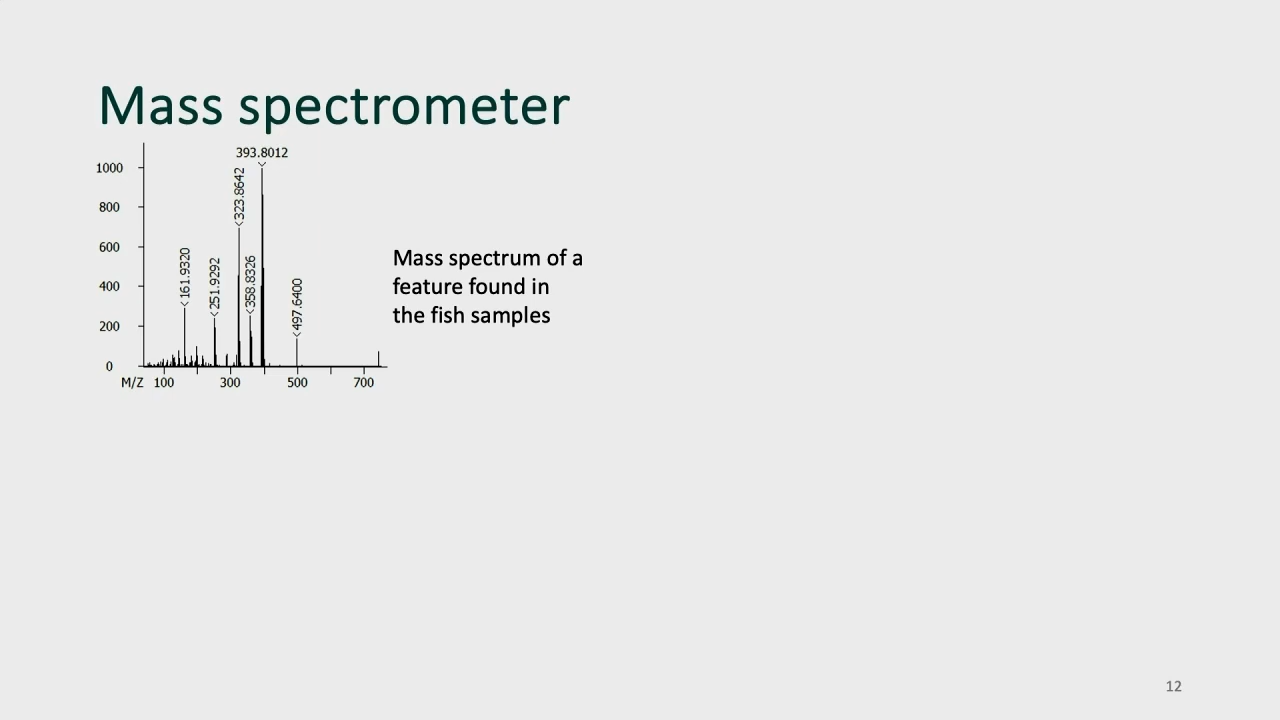 Mass spectrometer
393.8012
1000
323.8642
800
161.9320
251.9292
358.8326
600
Mass spectrum of a
feature found in
the fish samples
400
497.6400
200
0
M/Z 100 300 500 700
12